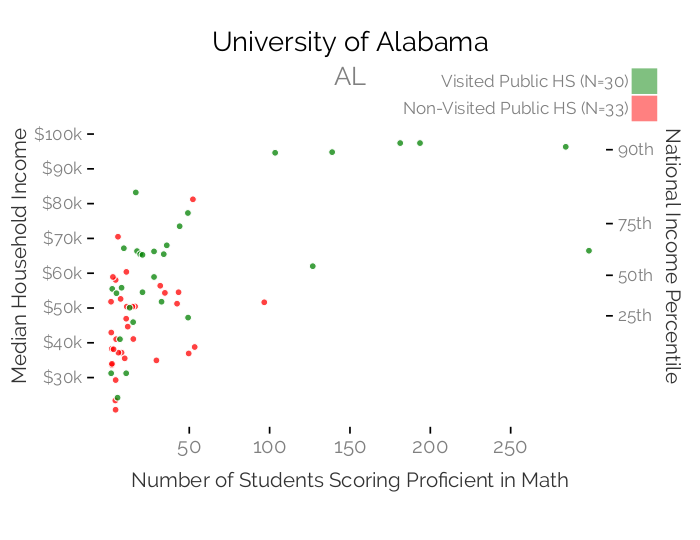 University of Alabama
AL
Visited Public HS (N=30)
Non-Visited Public HS (N=33)
Median Household Income
$100k
$90k
$80k
$70k
$60k
$50k
$40k
$30k
90th
75th
50th
25th
National Income Percentile
50 100 150 200 250
Number of Students Scoring Proficient in Math